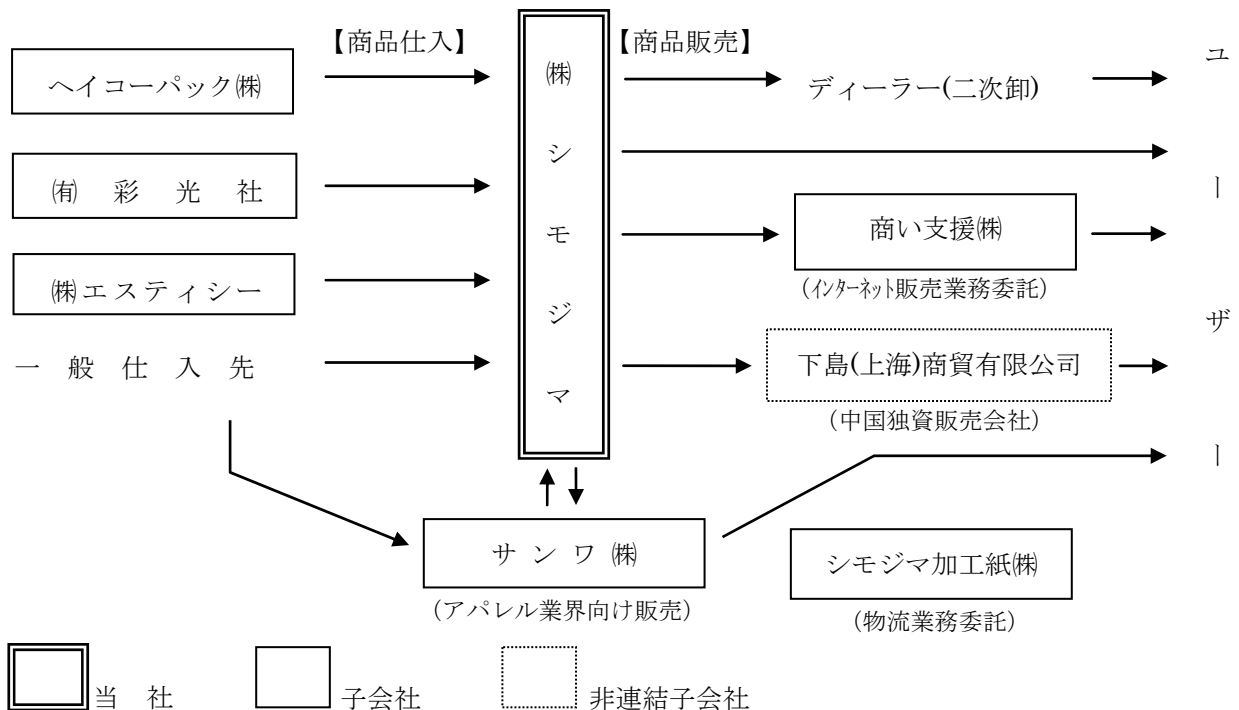 【商品仕入】
【商品販売】
ヘイコーパック㈱
㈲　彩　光　社
㈱エスティシー
一　般　仕　入　先
㈱シモジマ
ディーラー(二次卸)
商い支援㈱
(インターネット販売業務委託)
下島(上海)商貿有限公司
(中国独資販売会社)
ユーザー
サ　ン　ワ　㈱
(アパレル業界向け販売)
シモジマ加工紙㈱
(物流業務委託)
当　社
子会社
非連結子会社